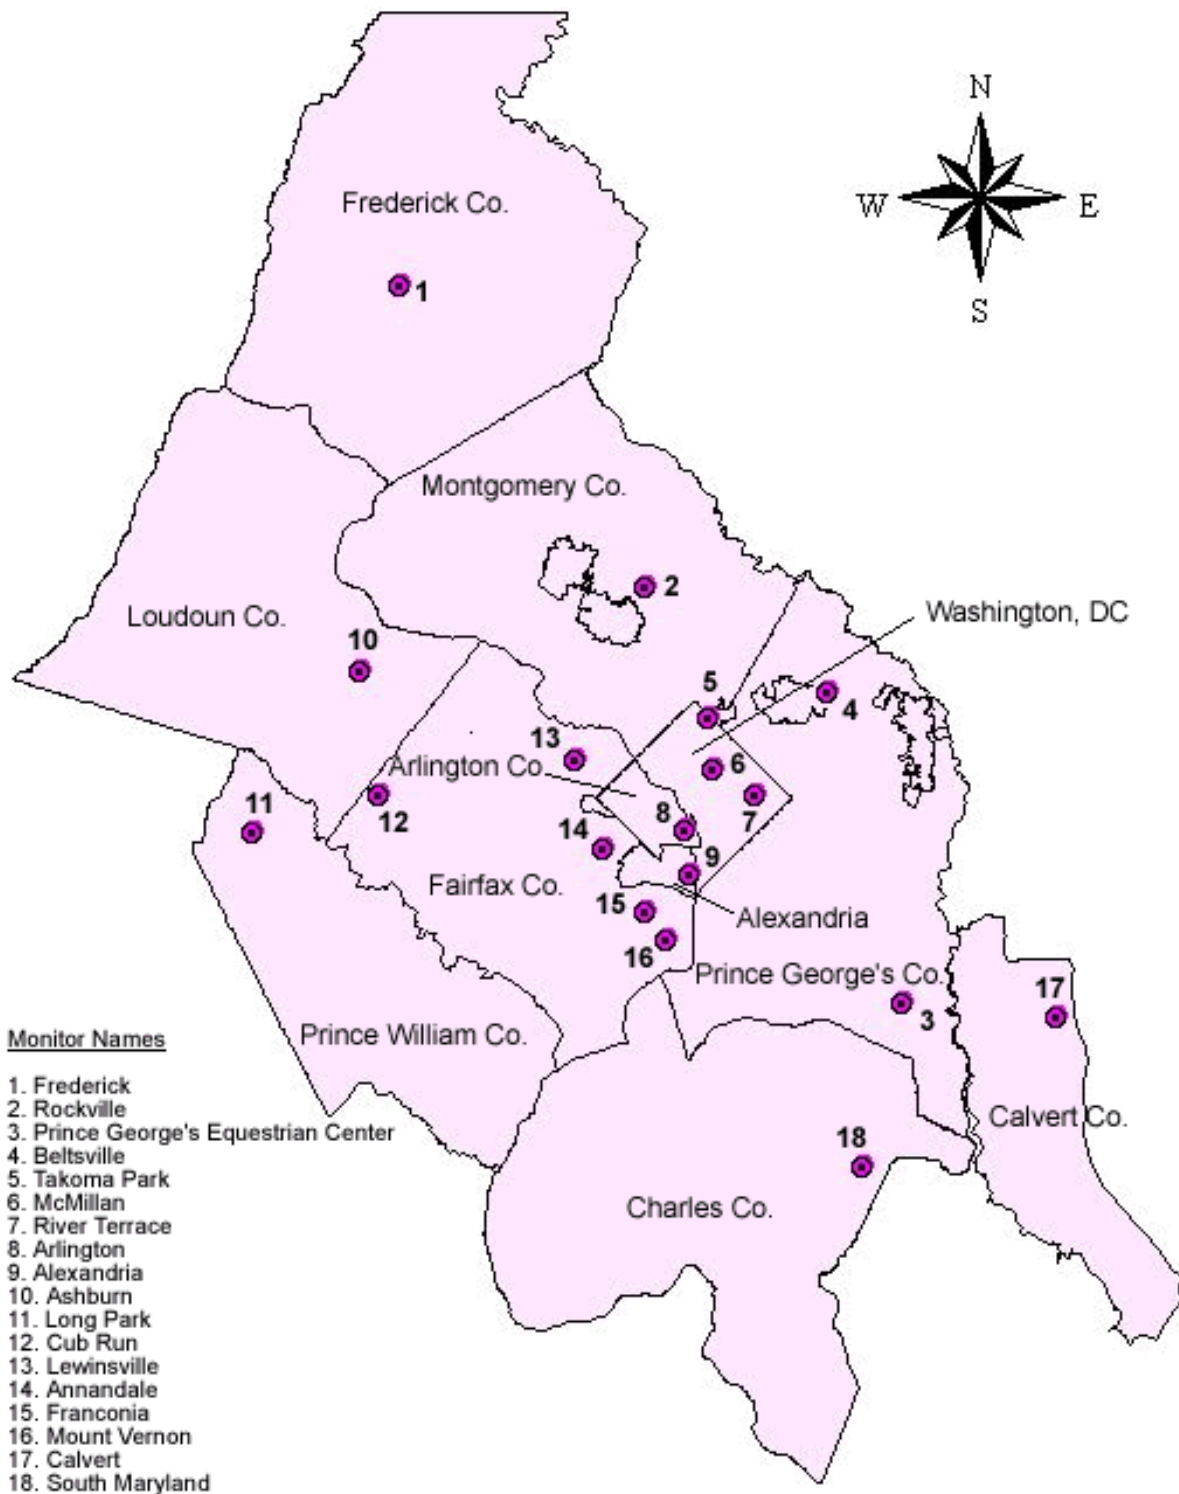 N
W E
S
Frederick Co.
1
Montgomery Co.
2
Loudoun Co.
10
Washington, DC
5
4
13
Arlington Co.
6
7
11
12
8
14
9
Fairfax Co.
15
Alexandria
16
Prince George's Co.
17
3
Prince William Co.
Calvert Co.
18
Charles Co.
Monitor Names
1. Frederick
2. Rockville
3. Prince George's Equestrian Center
4. Beltsville
5. Takoma Park
6. McMillan
7. River Terrace
8. Arlington
9. Alexandria
10. Ashburn
11. Long Park
12. Cub Run
13. Lewinsville
14. Annandale
15. Franconia
16. Mount Vernon
17. Calvert
18. South Maryland